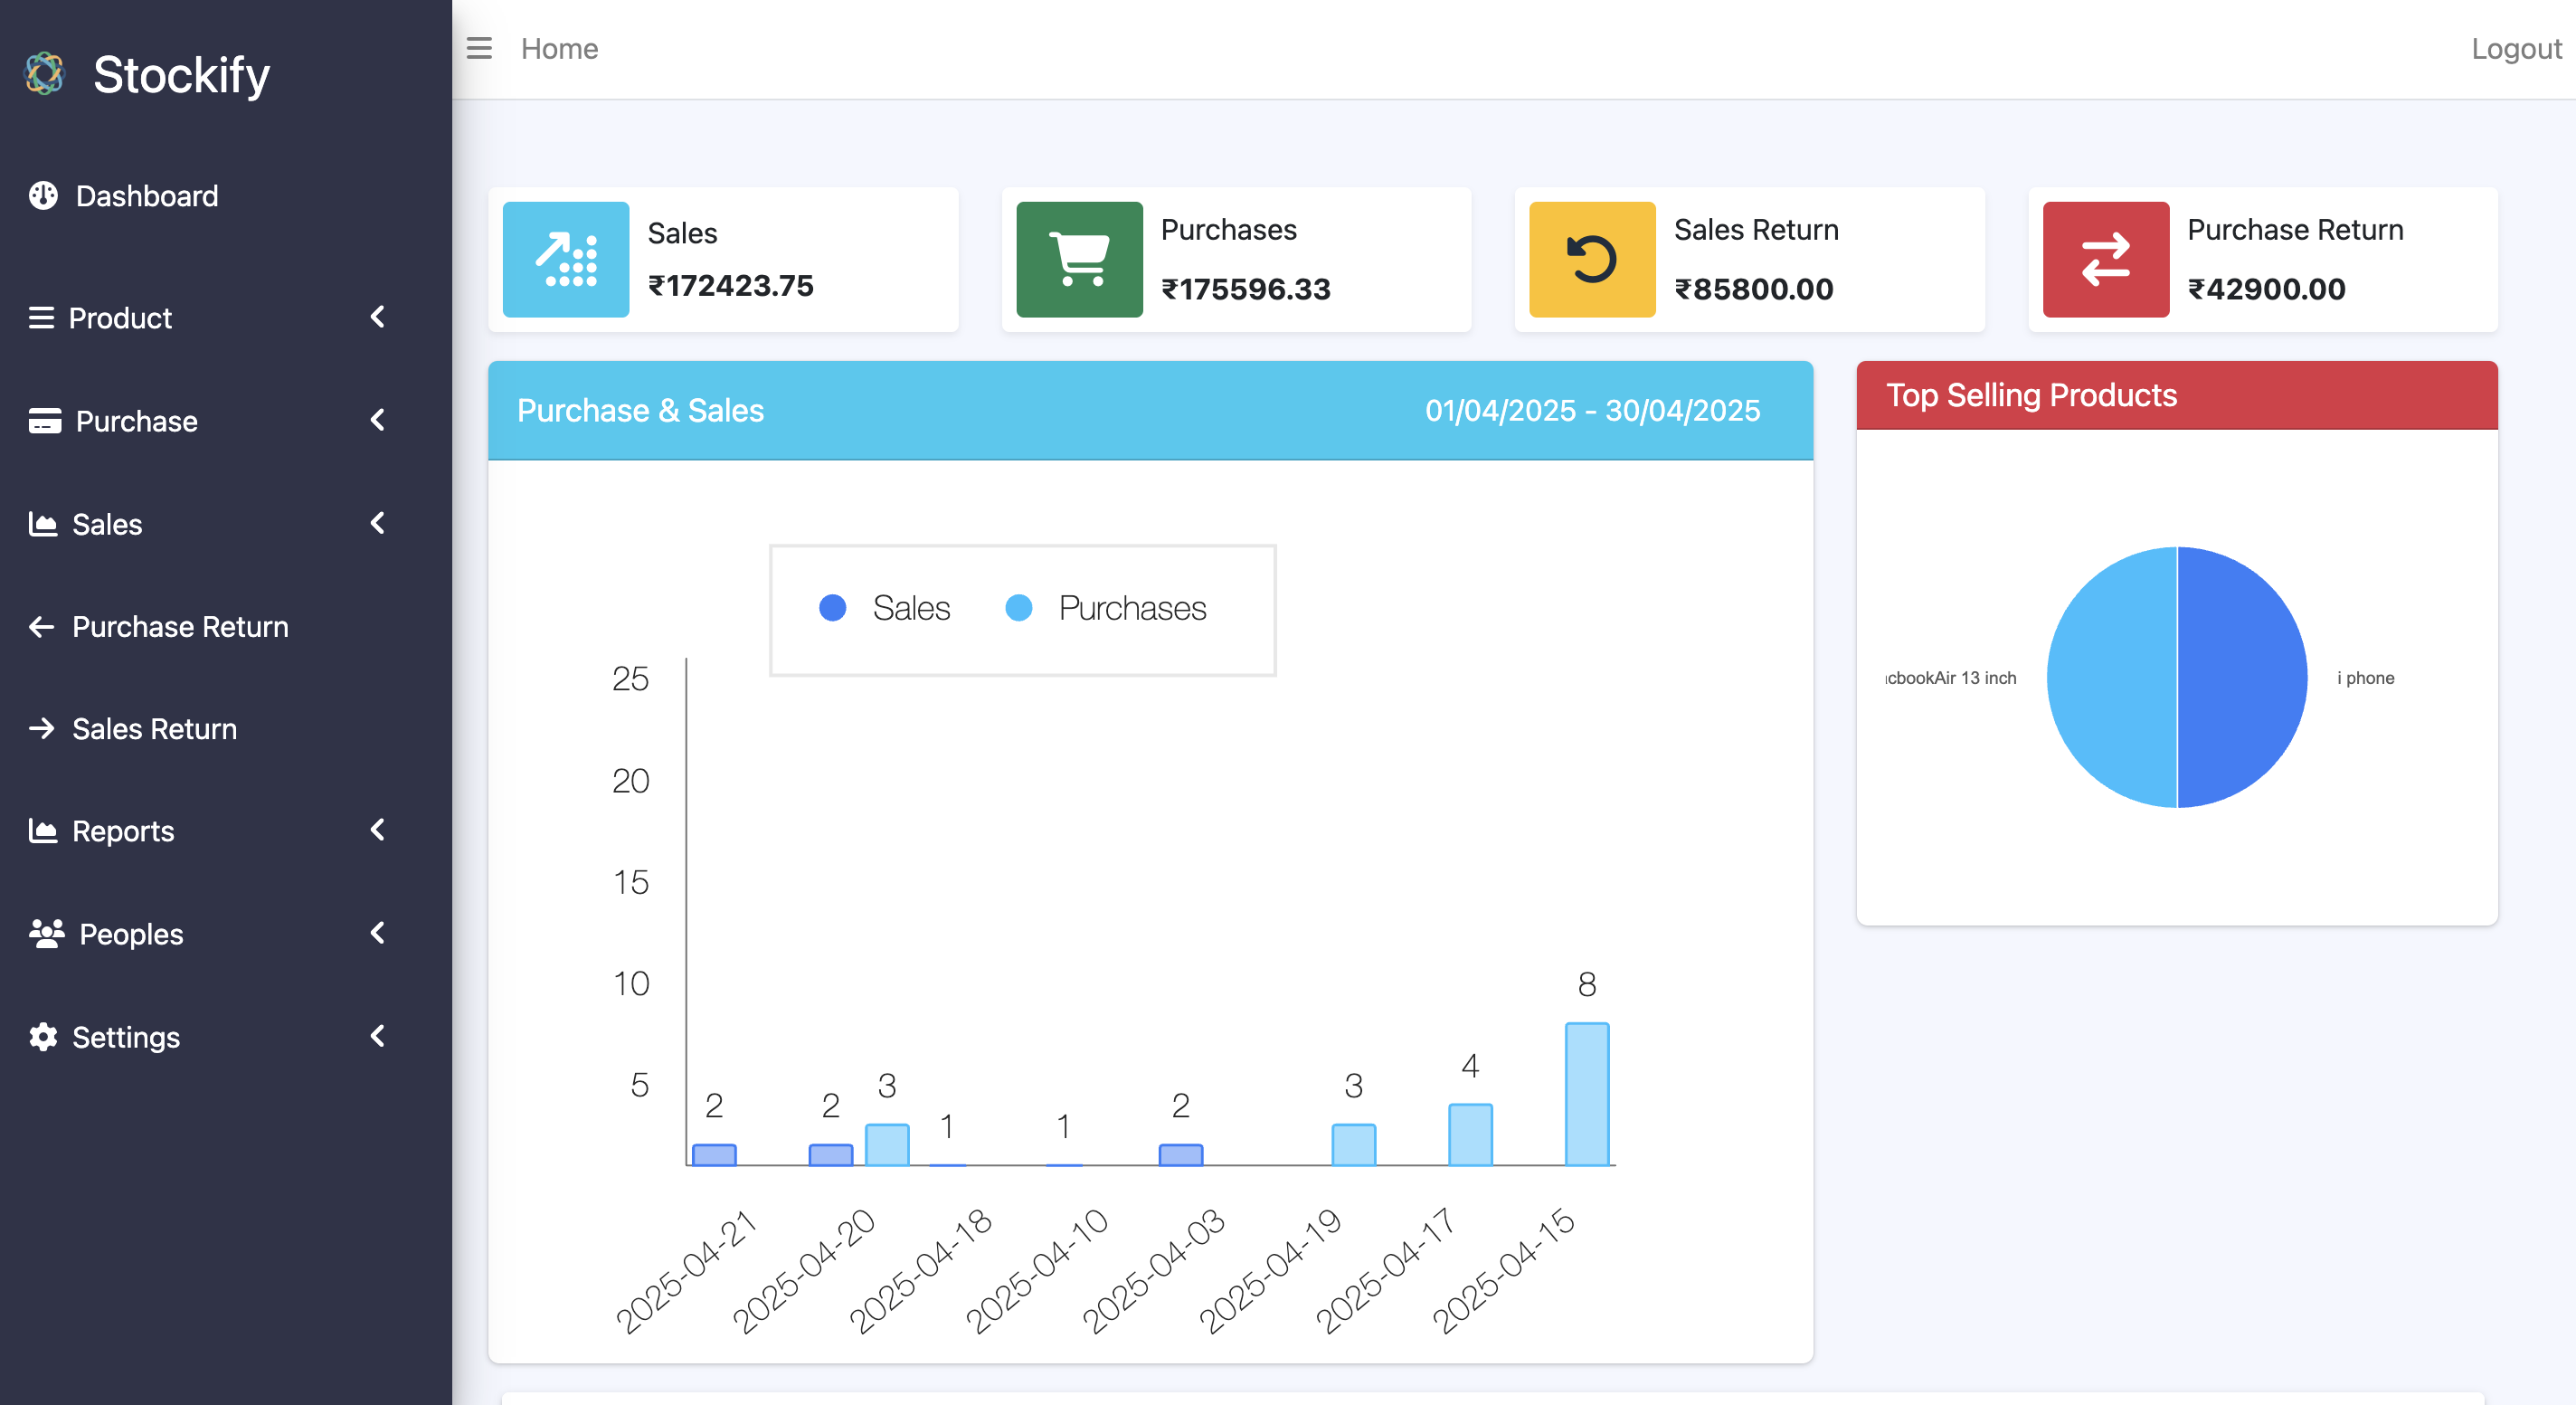 Stockify
Home
Logout
Dashboard
Product
Purchase
Sales
Purchase Return
Sales Return
Reports
Peoples
Settings
Sales
₹172423.75
Purchases
₹175596.33
Sales Return
₹85800.00
Purchase Return
₹42900.00
Purchase & Sales
01/04/2025 - 30/04/2025
Sales
Purchases
25
20
15
10
5
2
2
3
1
1
2
3
4
8
2025-04-21
2025-04-20
2025-04-18
2025-04-10
2025-04-03
2025-04-19
2025-04-17
2025-04-15
Top Selling Products
cbookAir 13 inch
i phone